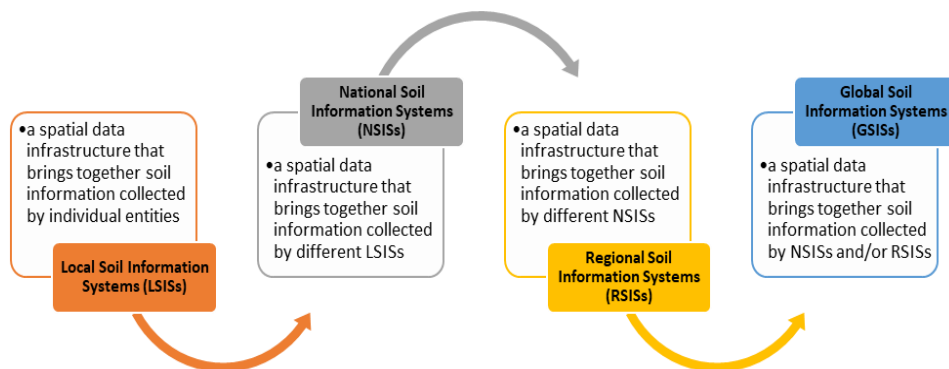 •a spatial data
infrastructure that
brings together soil
information collected
by individual entities
Local Soil Information
Systems (LSISs)
National Soil
Information Systems
(NSISs)
•a spatial data
infrastructure that
brings together soil
information collected
by different LSISs
•a spatial data
infrastructure that
brings together soil
information collected
by different NSISs
Regional Soil
Information Systems
(RSISs)
Global Soil
Information Systems
(GSISs)
•a spatial data
infrastructure that
brings together soil
information collected
by NSISs and/or RSISs